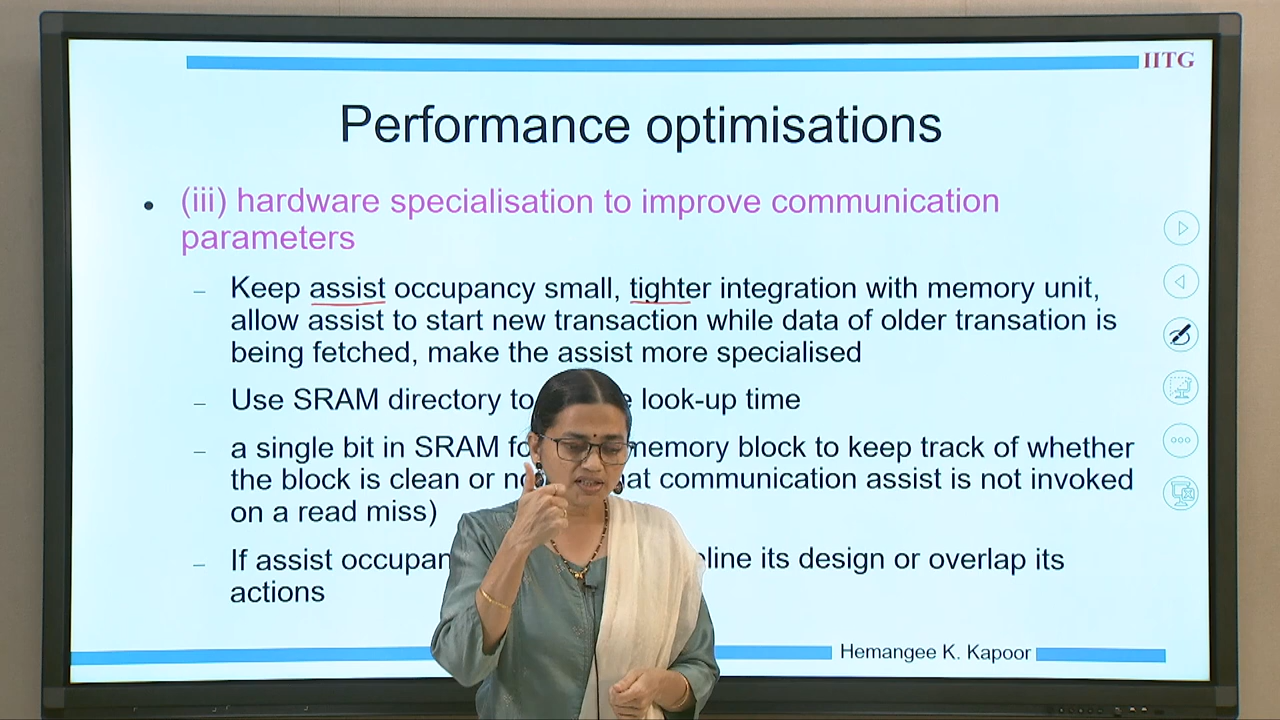 IITG
Performance optimisations
• (iii) hardware specialisation to improve communication
parameters
– Keep assist occupancy small, tighter integration with memory unit,
allow assist to start new transaction while data of older transation is
being fetched, make the assist more specialised
– Use SRAM directory to look-up time
– a single bit in SRAM memory block to keep track of whether
the block is clean or communication assist is not invoked
on a read miss)
– If assist its design or overlap its
actions
Hemangee K. Kapoor